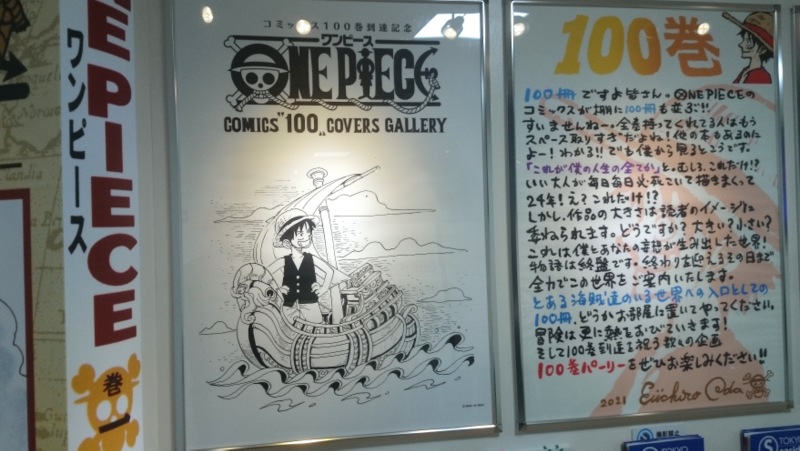 EPIECE
ワンピース
巻一
コミックス100巻到達記念
ワンピース
ONE PIECE
COMICS "100" COVERS GALLERY
100巻
100冊ですよ皆さん。ONE PIECEの
コミックスが棚に100冊も並ぶ!!
すいませんねー。全巻持ってくれてる人はもう
スペース取りすぎだよね!他の本もあるのに
よー!わかる!!でも僕から見るとこうです。
「これが僕の人生の全てか」と。むしろ、これだけ!?
いい大人が毎日毎日必死こいて描きまくって
24年!え?これだけ!?
しかし、作品の大きさは読者のイメージに
委ねられます。どうですか?大きい?小さい?
これは僕とあなたの妄想が生み出した世界!
物語は終盤です。終わりを迎えるその日まで
全力でこの世界をご案内いたします。
とある海賊達のいる世界への入口としての
100冊、どうかお部屋に置いてやってください。
冒険は更に熱をおびていきます!
そして100巻到達を祝う数々の企画
100巻パーリーをぜひお楽しみください!!
2021 Eiichiro Oda
撮影禁止
TOKYO
TOKYO
S